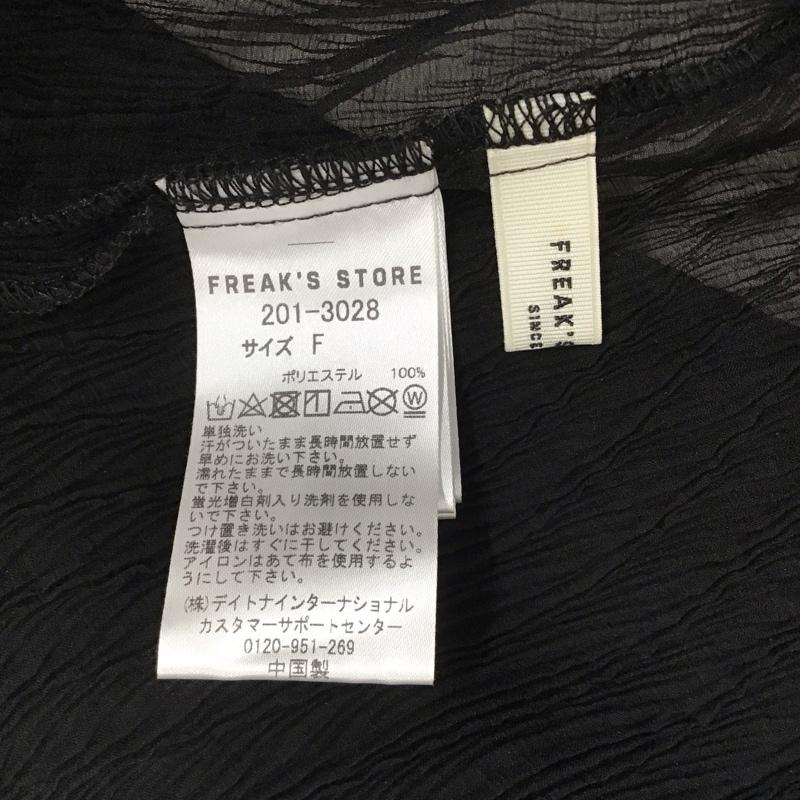 FREAK'S STORE
201-3028
サイズ F
ポリエステル 100%
W
単独洗い
汗がついたまま長時間放置せず
早めにお洗い下さい。
濡れたままで長時間放置しない
で下さい。
蛍光増白剤入り洗剤を使用しな
いで下さい。
つけ置き洗いはお避けください。
洗濯後はすぐに干してください。
アイロンはあて布を使用するよ
うにして下さい。
(株)デイトナインターナショナル
カスタマーサポートセンター
0120-951-269
中国製
FREAK'S
SINCE